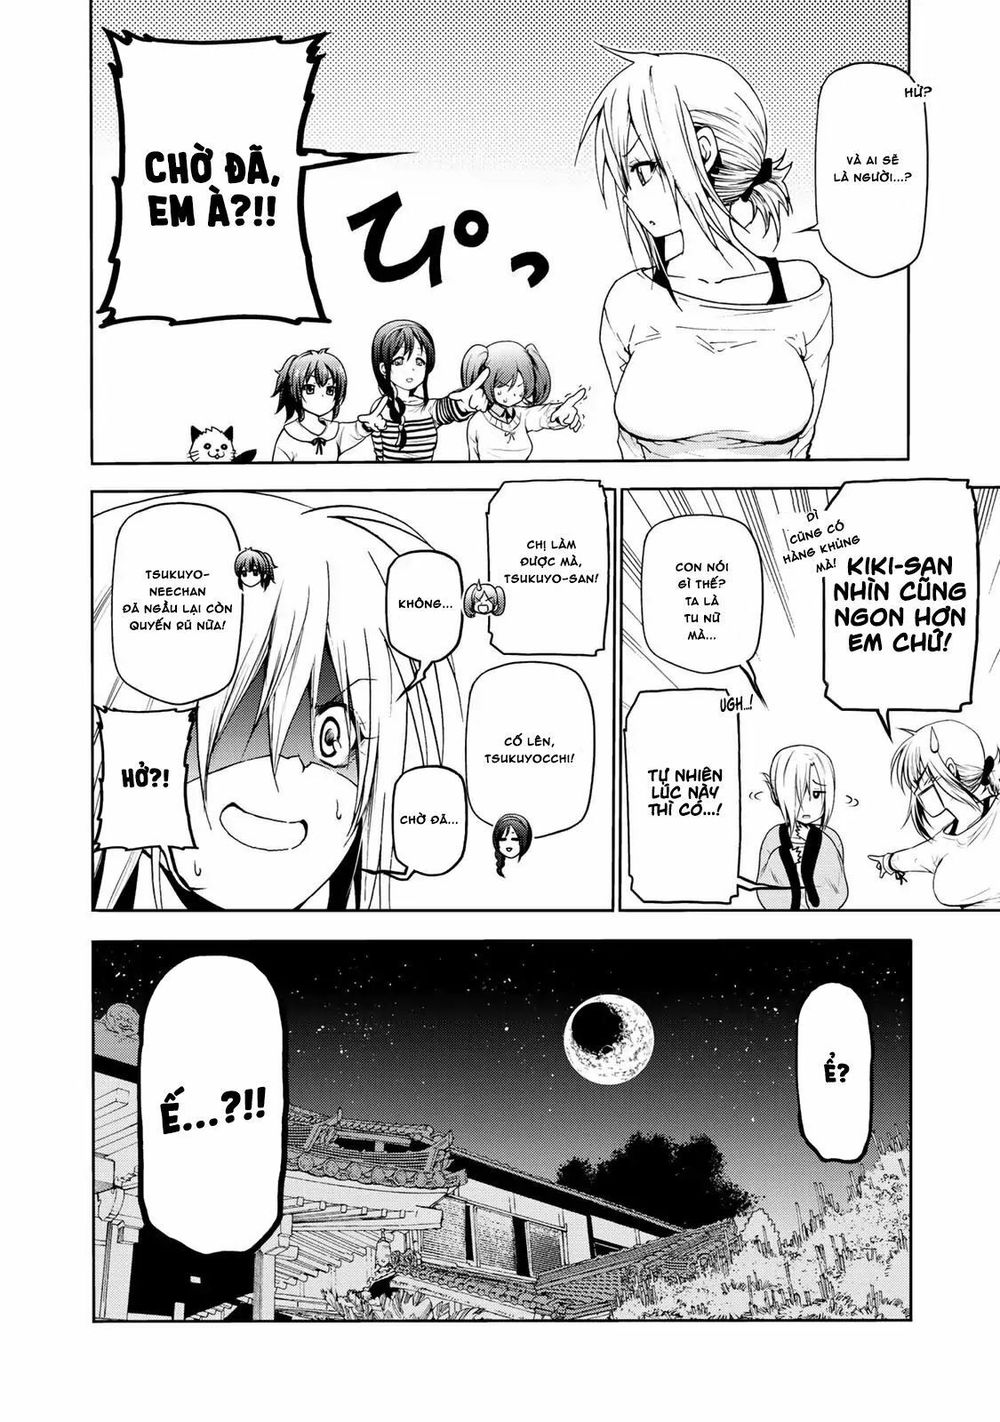 HỬ?
VÀ AI SẼ
LÀ NGƯỜI...?
ぴっ
CHỜ ĐÃ,
EM À?!!
DÌ
CŨNG CÓ
HÀNG KHỦNG
MÀ!
KIKI-SAN
NHÌN CŨNG
NGON HƠN
EM CHỨ!
CON NÓI
GÌ THẾ?
TA LÀ
TU NỮ
MÀ...
UGH...!
TỰ NHIÊN
LÚC NÀY
THÌ CÓ...!
CHỊ LÀM
ĐƯỢC MÀ,
TSUKUYO-SAN!
KHÔNG...
TSUKUYO-
NEECHAN
ĐÃ NGẦU LẠI CÒN
QUYẾN RŨ NỮA!
CỐ LÊN,
TSUKUYOCCHI!
CHỜ ĐÃ...
HỞ?!
Ể?
Ế...?!!